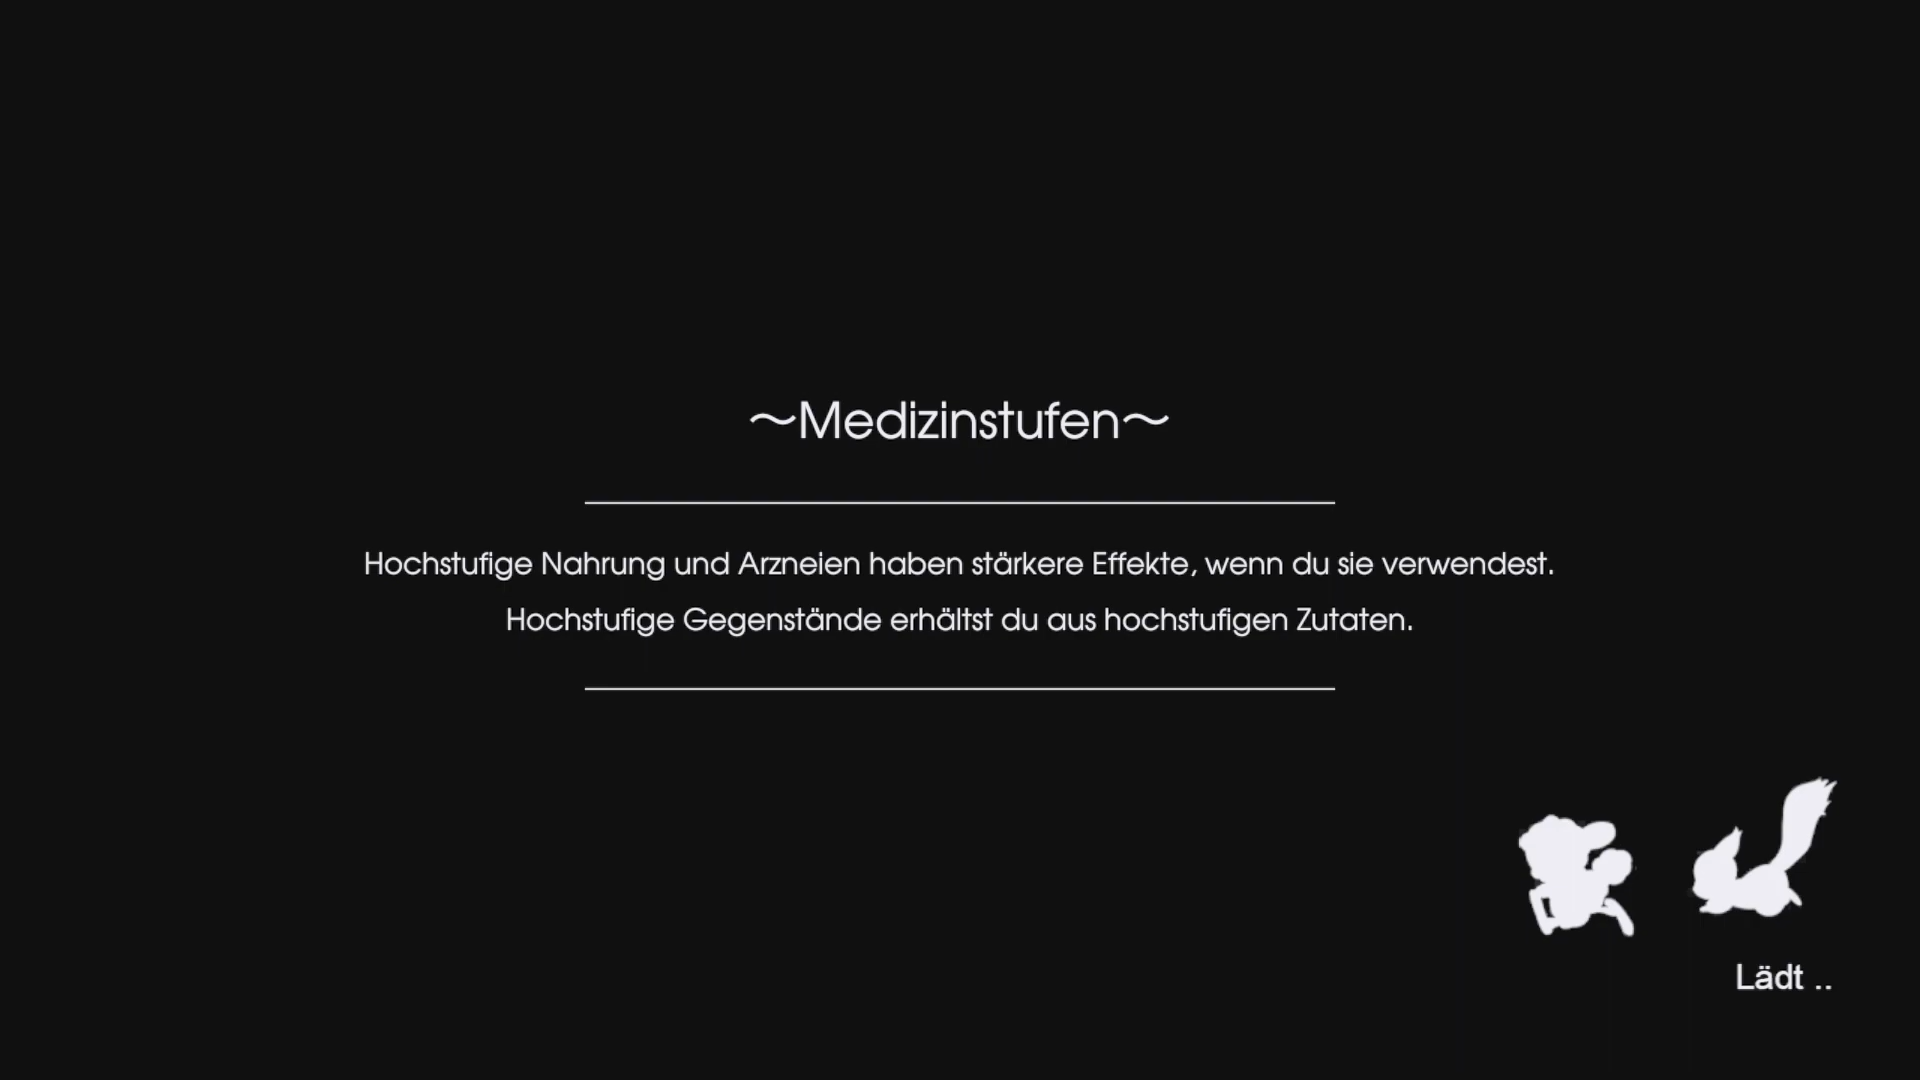 ～Medizinstufen～
Hochstufige Nahrung und Arzneien haben stärkere Effekte, wenn du sie verwendest.
Hochstufige Gegenstände erhältst du aus hochstufigen Zutaten.
Lädt ..